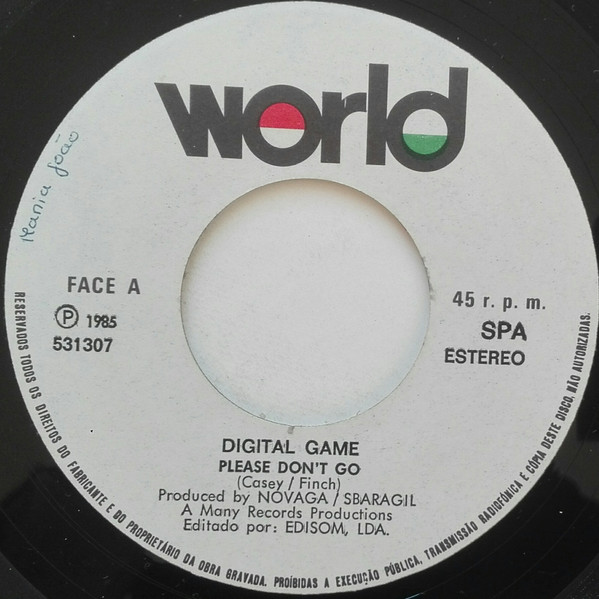 world
Maria João
FACE A
Ⓟ 1985
531307
45 r. p. m.
SPA
ESTEREO
DIGITAL GAME
PLEASE DON'T GO
(Casey / Finch)
Produced by NOVAGA / SBARAGIL
A Many Records Productions
Editado por: EDISOM, LDA.
RESERVADOS TODOS OS DIREITOS DO FABRICANTE E DO PROPRIETÁRIO DA OBRA GRAVADA. PROÍBIDAS A EXECUÇÃO PÚBLICA, TRANSMISSÃO RADIOFÓNICA E CÓPIA DESTE DISCO, NÃO AUTORIZADAS.